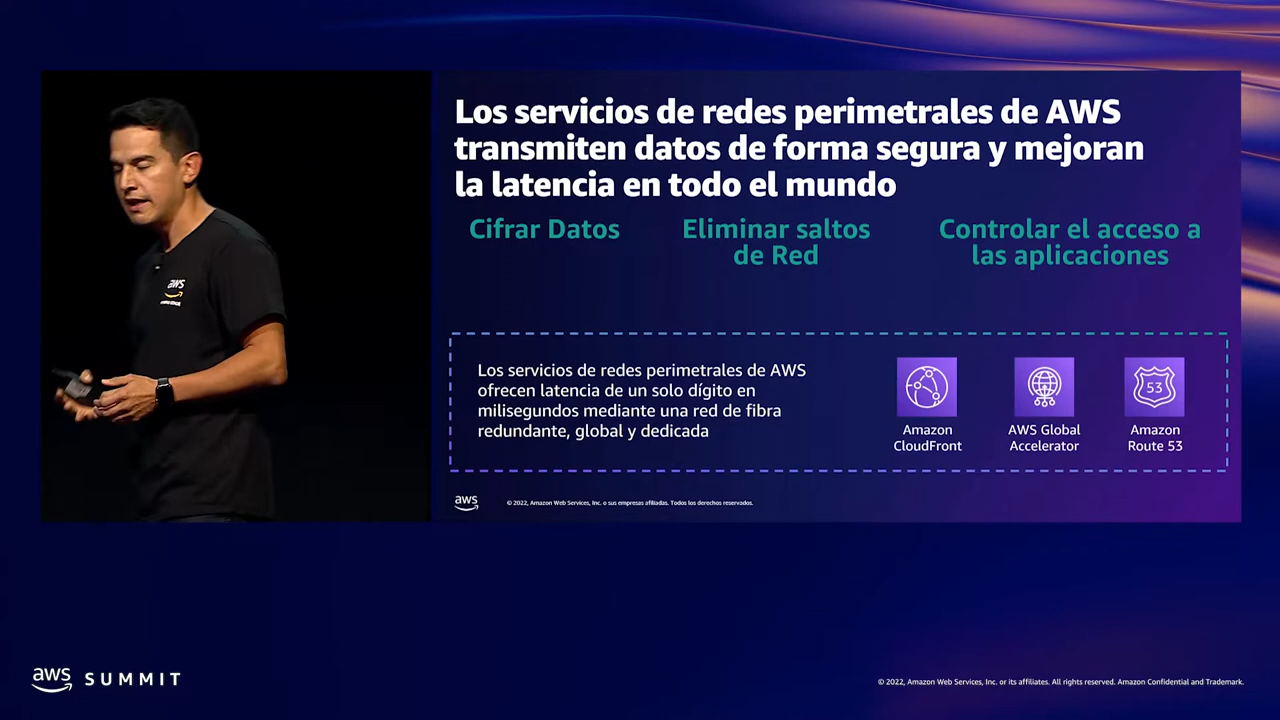 Los servicios de redes perimetrales de AWS
transmiten datos de forma segura y mejoran
la latencia en todo el mundo
Cifrar Datos
Eliminar saltos
de Red
Controlar el acceso a
las aplicaciones
Los servicios de redes perimetrales de AWS
ofrecen latencia de un solo dígito en
milisegundos mediante una red de fibra
redundante, global y dedicada
Amazon
CloudFront
AWS Global
Accelerator
53
Amazon
Route 53
aws
© 2022, Amazon Web Services, Inc. o sus empresas afiliadas. Todos los derechos reservados.
aws
aws SUMMIT
© 2022, Amazon Web Services, Inc. or its affiliates. All rights reserved. Amazon Confidential and Trademark.